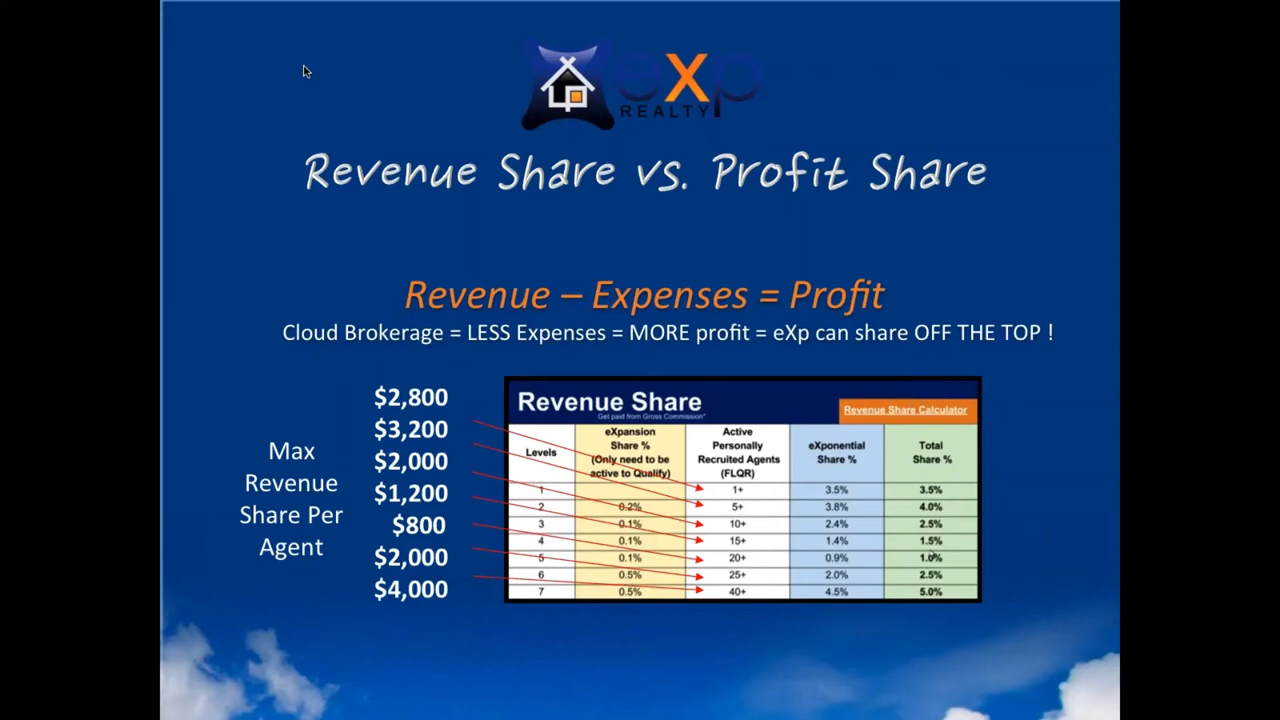 eXp
REALTY
Revenue Share vs. Profit Share
Revenue – Expenses = Profit
Cloud Brokerage = LESS Expenses = MORE profit = eXp can share OFF THE TOP !
Max
Revenue
Share Per
Agent
$2,800
$3,200
$2,000
$1,200
$800
$2,000
$4,000
Revenue Share
Get paid from Gross Commission*
Revenue Share Calculator
Levels
eXpansion
Share %
(Only need to be
active to Qualify)
Active
Personally
Recruited Agents
(FLQR)
eXponential
Share %
Total
Share %
1 1+ 3.5% 3.5%
2 0.2% 5+ 3.8% 4.0%
3 0.1% 10+ 2.4% 2.5%
4 0.1% 15+ 1.4% 1.5%
5 0.1% 20+ 0.9% 1.0%
6 0.5% 25+ 2.0% 2.5%
7 0.5% 40+ 4.5% 5.0%